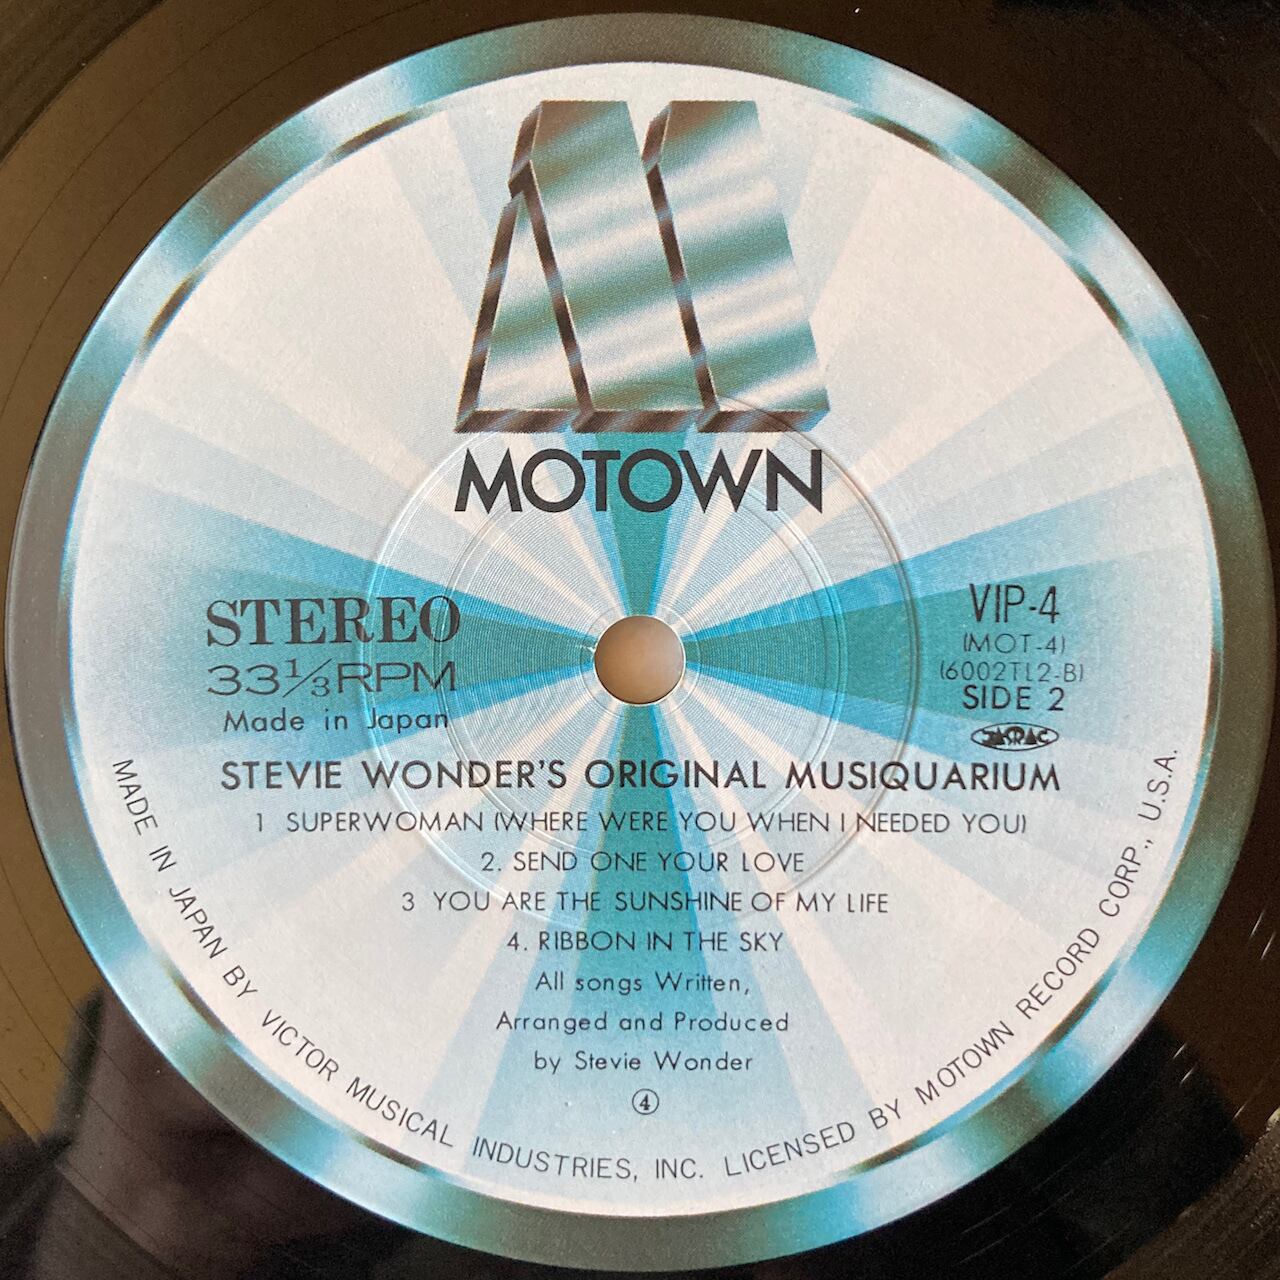 MOTOWN
STEREO
33⅓RPM
Made in Japan
VIP-4
(MOT-4)
(6002TL2-B)
SIDE 2
JASRAC
STEVIE WONDER'S ORIGINAL MUSIQUARIUM
1 SUPERWOMAN (WHERE WERE YOU WHEN I NEEDED YOU)
2. SEND ONE YOUR LOVE
3 YOU ARE THE SUNSHINE OF MY LIFE
4. RIBBON IN THE SKY
All songs Written,
Arranged and Produced
by Stevie Wonder
④
MADE IN JAPAN BY VICTOR MUSICAL INDUSTRIES, INC. LICENSED BY MOTOWN RECORD CORP., U.S.A.